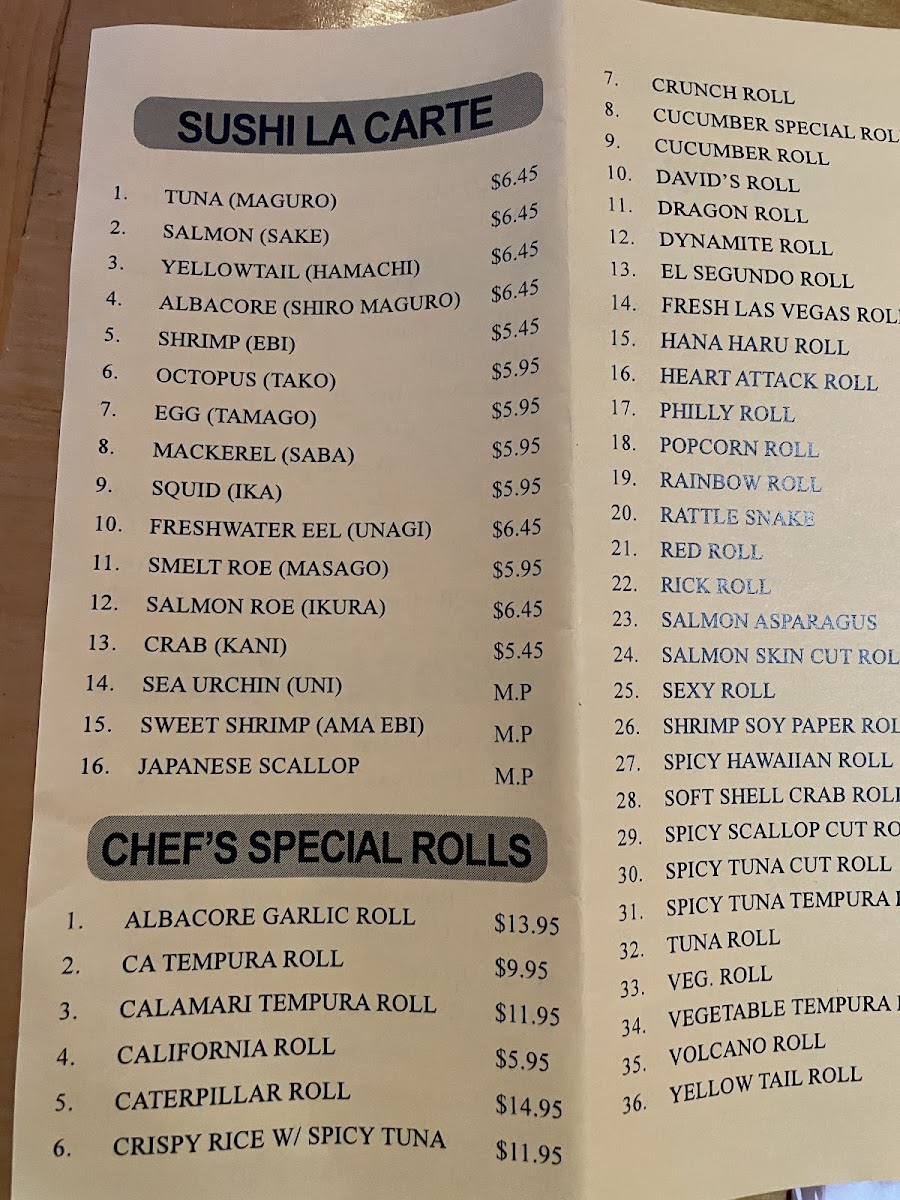 SUSHI LA CARTE
1. TUNA (MAGURO) $6.45
2. SALMON (SAKE) $6.45
3. YELLOWTAIL (HAMACHI) $6.45
4. ALBACORE (SHIRO MAGURO) $6.45
5. SHRIMP (EBI) $5.45
6. OCTOPUS (TAKO) $5.95
7. EGG (TAMAGO) $5.95
8. MACKEREL (SABA) $5.95
9. SQUID (IKA) $5.95
10. FRESHWATER EEL (UNAGI) $6.45
11. SMELT ROE (MASAGO) $5.95
12. SALMON ROE (IKURA) $6.45
13. CRAB (KANI) $5.45
14. SEA URCHIN (UNI) M.P
15. SWEET SHRIMP (AMA EBI) M.P
16. JAPANESE SCALLOP M.P
CHEF'S SPECIAL ROLLS
1. ALBACORE GARLIC ROLL $13.95
2. CA TEMPURA ROLL $9.95
3. CALAMARI TEMPURA ROLL $11.95
4. CALIFORNIA ROLL $5.95
5. CATERPILLAR ROLL $14.95
6. CRISPY RICE W/ SPICY TUNA $11.95
7. CRUNCH ROLL
8. CUCUMBER SPECIAL ROL
9. CUCUMBER ROLL
10. DAVID'S ROLL
11. DRAGON ROLL
12. DYNAMITE ROLL
13. EL SEGUNDO ROLL
14. FRESH LAS VEGAS ROL
15. HANA HARU ROLL
16. HEART ATTACK ROLL
17. PHILLY ROLL
18. POPCORN ROLL
19. RAINBOW ROLL
20. RATTLE SNAKE
21. RED ROLL
22. RICK ROLL
23. SALMON ASPARAGUS
24. SALMON SKIN CUT ROL
25. SEXY ROLL
26. SHRIMP SOY PAPER ROL
27. SPICY HAWAIIAN ROLL
28. SOFT SHELL CRAB ROLL
29. SPICY SCALLOP CUT RO
30. SPICY TUNA CUT ROLL
31. SPICY TUNA TEMPURA
32. TUNA ROLL
33. VEG. ROLL
34. VEGETABLE TEMPURA
35. VOLCANO ROLL
36. YELLOW TAIL ROLL